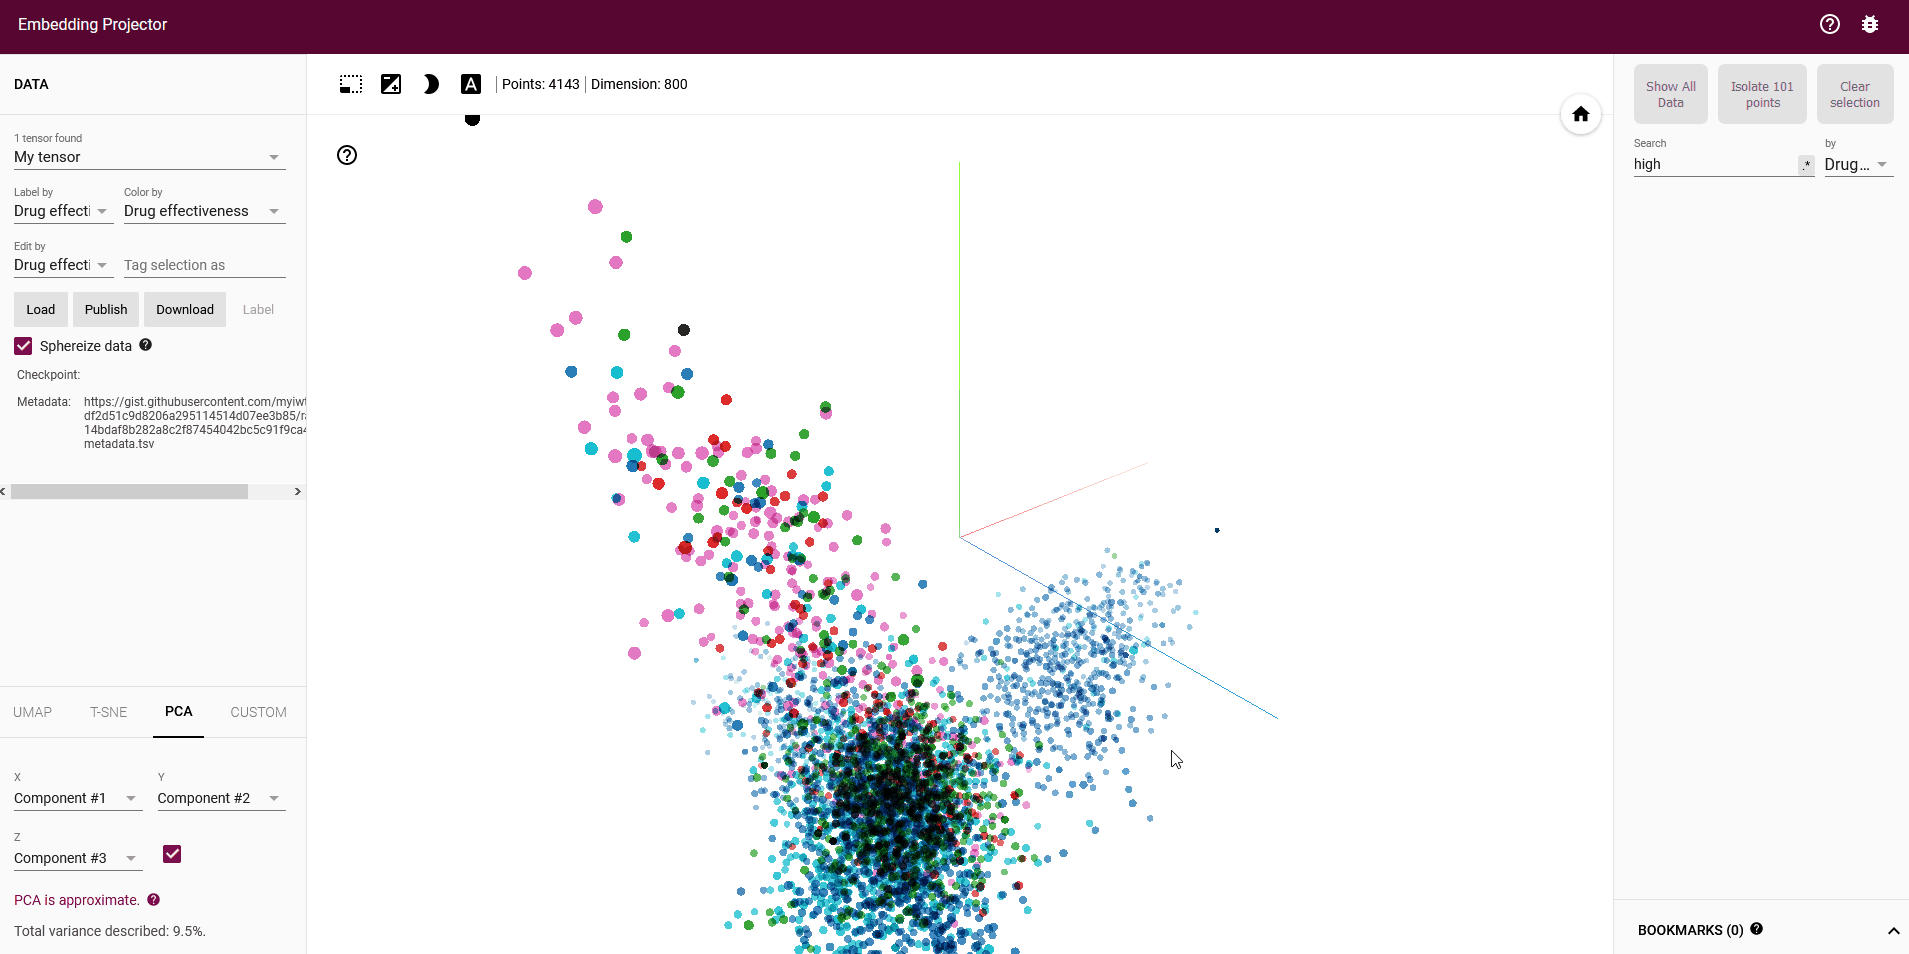 Embedding Projector
DATA
Points: 4143
Dimension: 800
1 tensor found
My tensor
Label by
Color by
Drug effecti
Drug effectiveness
Edit by
Drug effecti
Tag selection as
Load
Publish
Download
Label
Sphereize data
Checkpoint:
Metadata:
https://gist.githubusercontent.com/myiwt
df2d51c9d8206a295114514d07ee3b85/ra
14bdaf8b282a8c2f87454042bc5c91f9ca4
metadata.tsv
UMAP
T-SNE
PCA
CUSTOM
X
Y
Component #1
Component #2
Z
Component #3
PCA is approximate.
Total variance described: 9.5%.
Show All
Data
Isolate 101
points
Clear
selection
Search
by
high
.*
Drug...
BOOKMARKS (0)